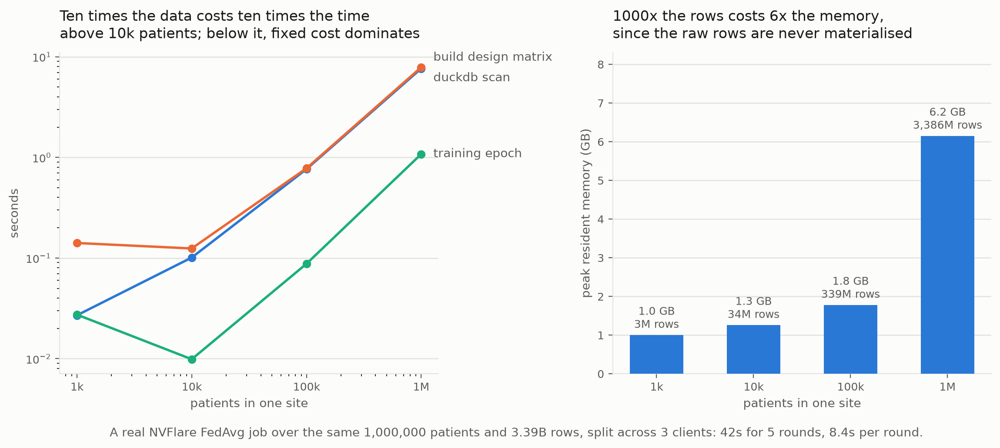 Ten times the data costs ten times the time
above 10k patients; below it, fixed cost dominates
10¹
10⁰
10⁻¹
10⁻²
seconds
build design matrix
duckdb scan
training epoch
1k
10k
100k
1M
patients in one site
1000x the rows costs 6x the memory,
since the raw rows are never materialised
8
7
6
5
4
3
2
1
0
peak resident memory (GB)
1.0 GB
3M rows
1.3 GB
34M rows
1.8 GB
339M rows
6.2 GB
3,386M rows
1k
10k
100k
1M
patients in one site
A real NVFlare FedAvg job over the same 1,000,000 patients and 3.39B rows, split across 3 clients: 42s for 5 rounds, 8.4s per round.